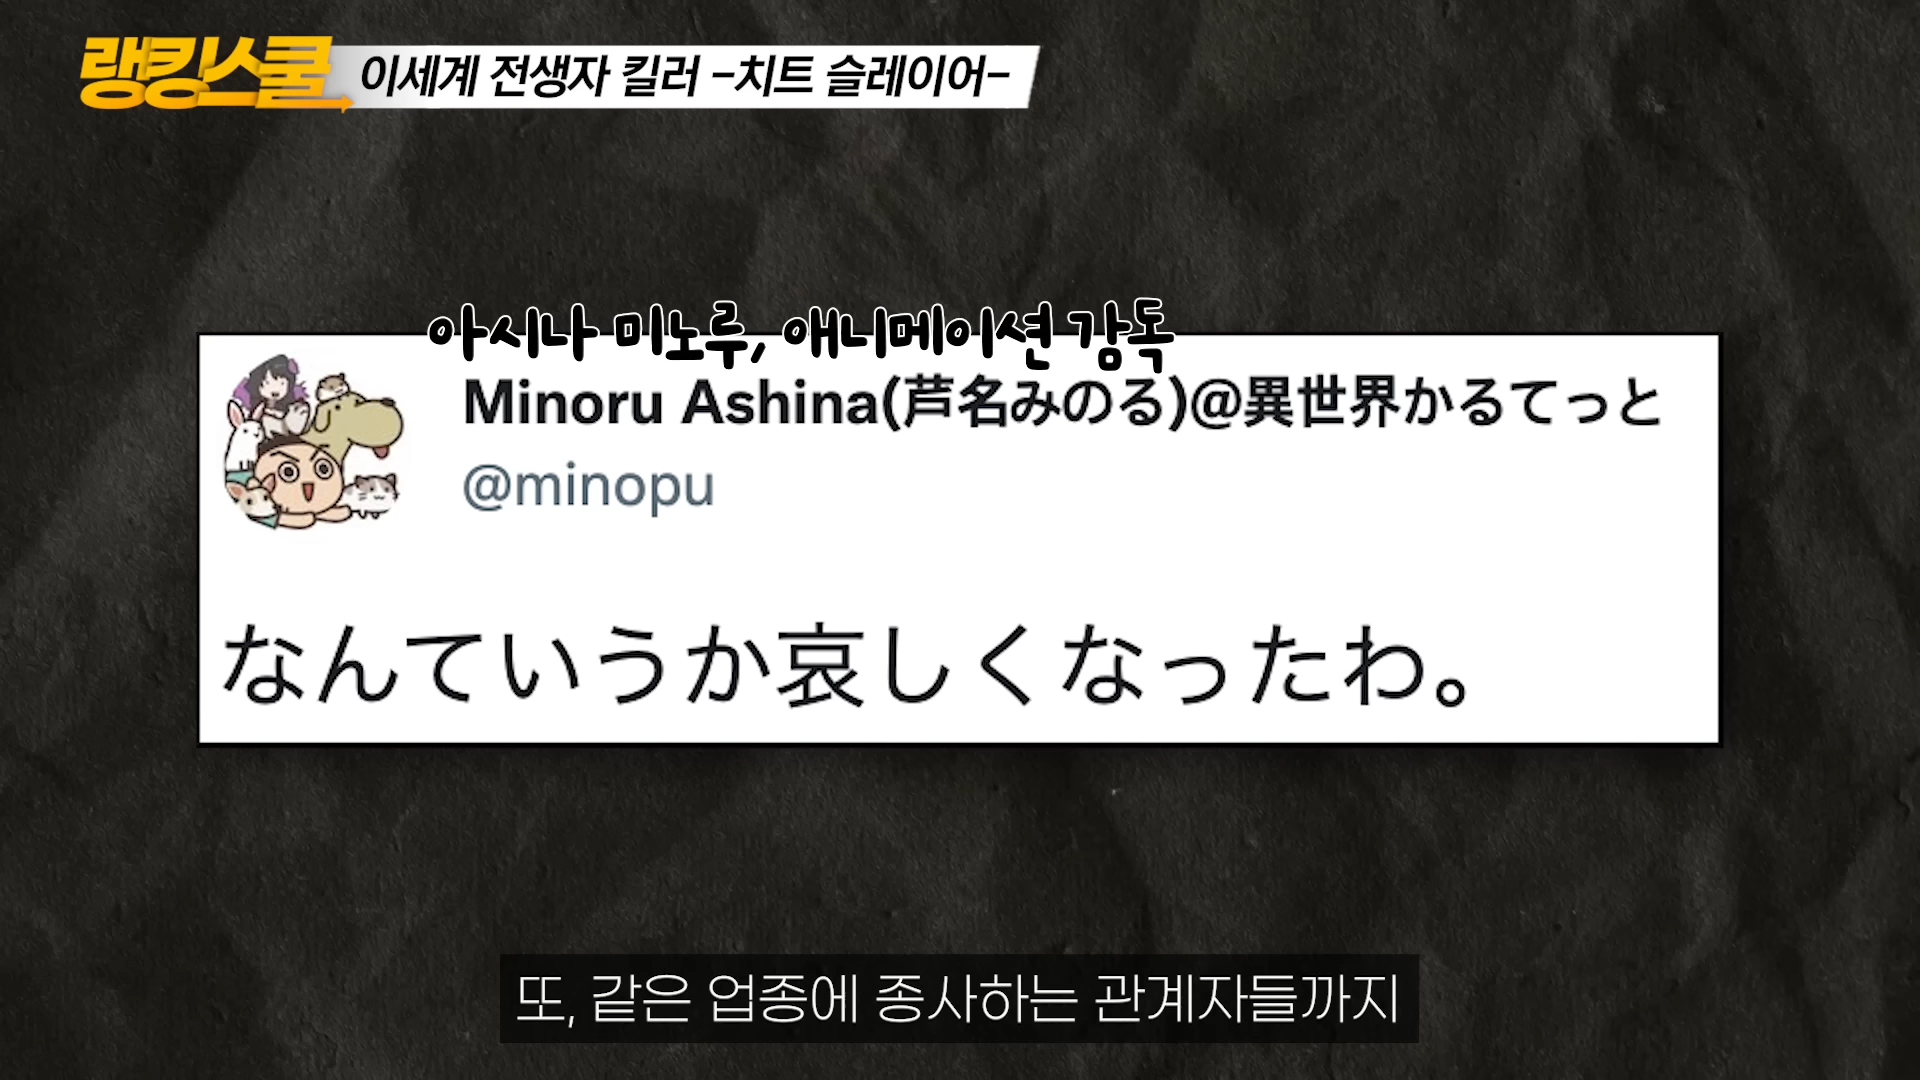 랭킹스쿨
이세계 전생자 킬러 -치트 슬레이어-
아시나 미노루, 애니메이션 감독
Minoru Ashina(芦名みのる)@異世界かるてっと
@minopu
なんていうか哀しくなったわ。
또, 같은 업종에 종사하는 관계자들까지